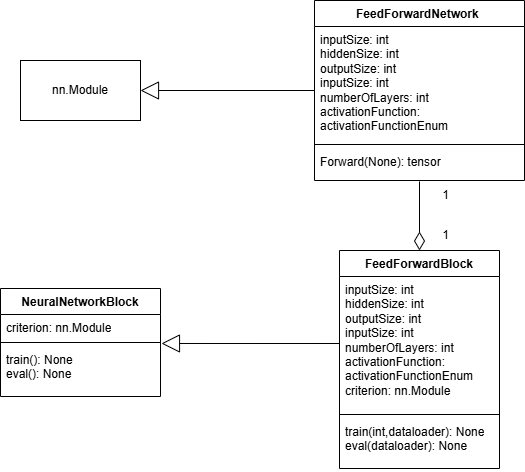 FeedForwardNetwork
inputSize: int
hiddenSize: int
outputSize: int
inputSize: int
numberOfLayers: int
activationFunction:
activationFunctionEnum
Forward(None): tensor
nn.Module
1
1
FeedForwardBlock
inputSize: int
hiddenSize: int
outputSize: int
inputSize: int
numberOfLayers: int
activationFunction:
activationFunctionEnum
criterion: nn.Module
train(int,dataloader): None
eval(dataloader): None
NeuralNetworkBlock
criterion: nn.Module
train(): None
eval(): None